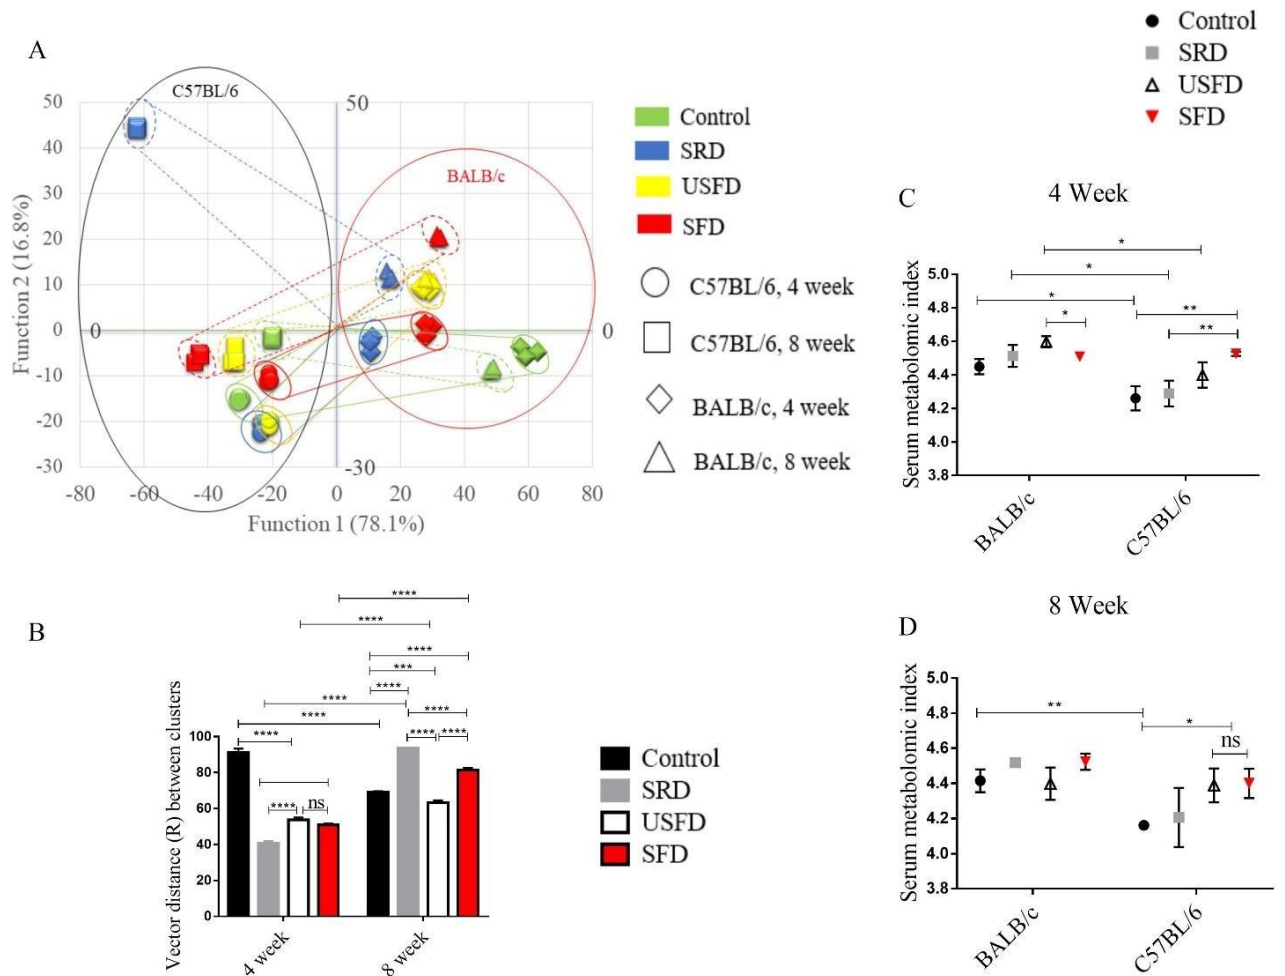 A
C57BL/6
BALB/c
50
40
30
20
10
0
-10
-20
-30
50
0
0
-30
-80
-60
-40
-20
0
20
40
60
80
Function 2 (16.8%)
Function 1 (78.1%)
Control
SRD
USFD
SFD
C57BL/6, 4 week
C57BL/6, 8 week
BALB/c, 4 week
BALB/c, 8 week
Control
SRD
USFD
SFD
C
4 Week
Serum metabolomic index
5.0
4.8
4.6
4.4
4.2
4.0
3.8
*
*
*
**
*
**
BALB/c
C57BL/6
B
****
****
****
***
****
****
****
****
****
****
****
****
ns
Vector distance (R) between clusters
100
80
60
40
20
0
4 week
8 week
Control
SRD
USFD
SFD
D
8 Week
Serum metabolomic index
5.0
4.8
4.6
4.4
4.2
4.0
3.8
**
*
ns
BALB/c
C57BL/6